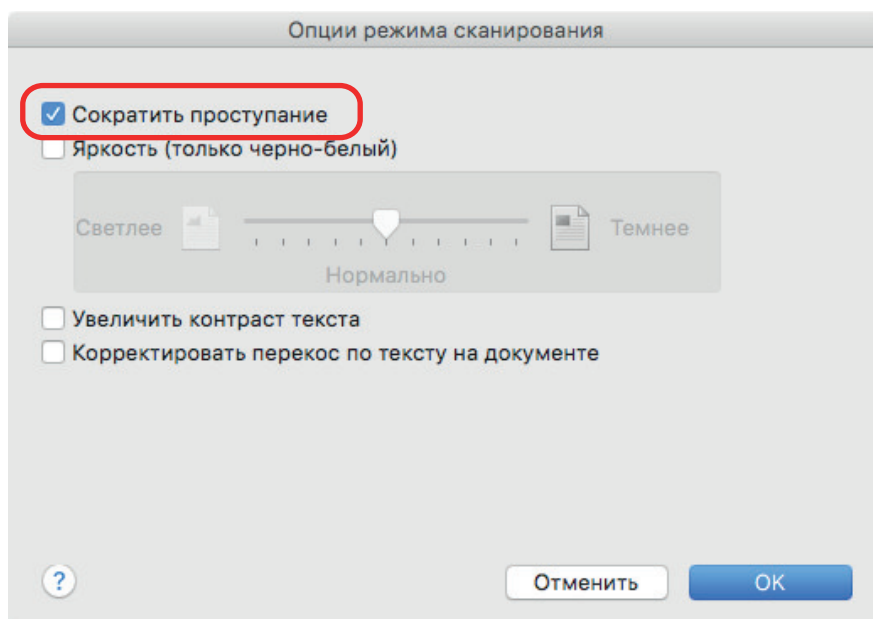 Опции режима сканирования
Сократить проступание
Яркость (только черно-белый)
Светлее Темнее
Нормально
Увеличить контраст текста
Корректировать перекос по тексту на документе
? Отменить OK